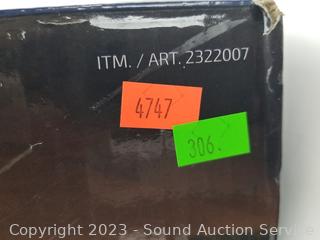 ITM. / ART. 2322007
4747
306.
Copyright 2023 - Sound Auction Service